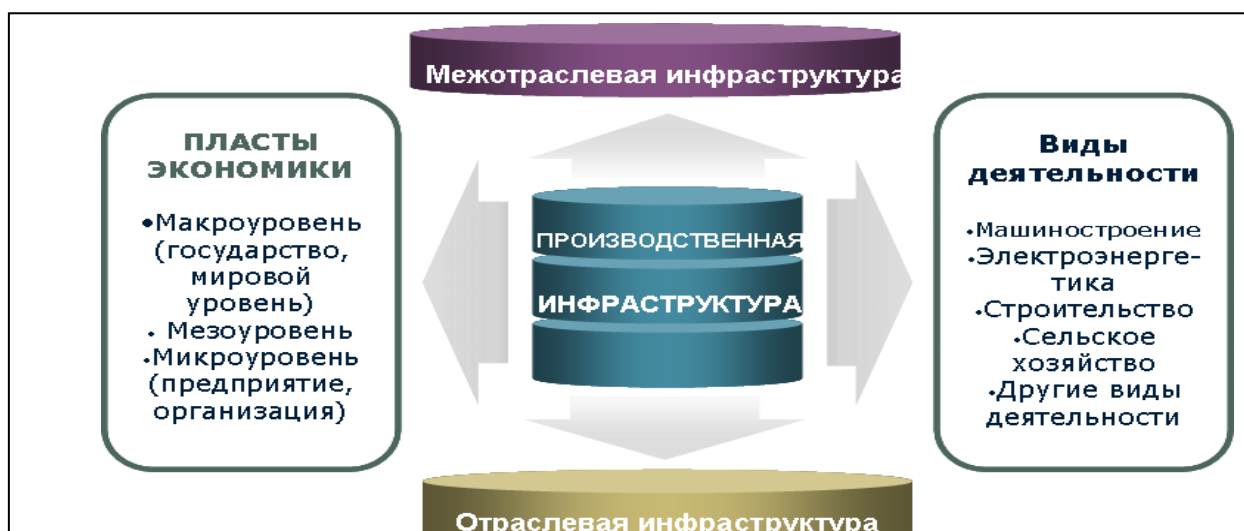 Межотраслевая инфраструктура
ПЛАСТЫ
ЭКОНОМИКИ
•Макроуровень
(государство,
мировой
уровень)
• Мезоуровень
•Микроуровень
(предприятие,
организация)
ПРОИЗВОДСТВЕННАЯ
ИНФРАСТРУКТУРА
Виды
деятельности
•Машиностроение
•Электроэнерге-
тика
•Строительство
•Сельское
хозяйство
•Другие виды
деятельности
Отраслевая инфраструктура